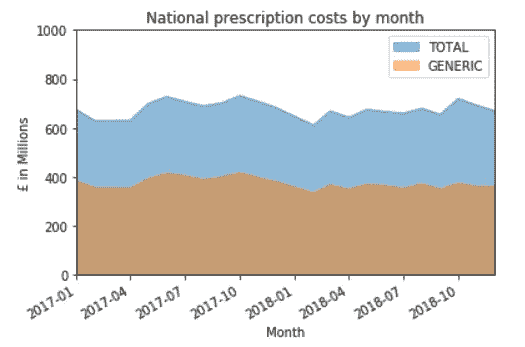 National prescription costs by month
1000
800
600
400
200
0
£ in Millions
TOTAL
GENERIC
2017-01
2017-04
2017-07
2017-10
2018-01
2018-04
2018-07
2018-10
Month